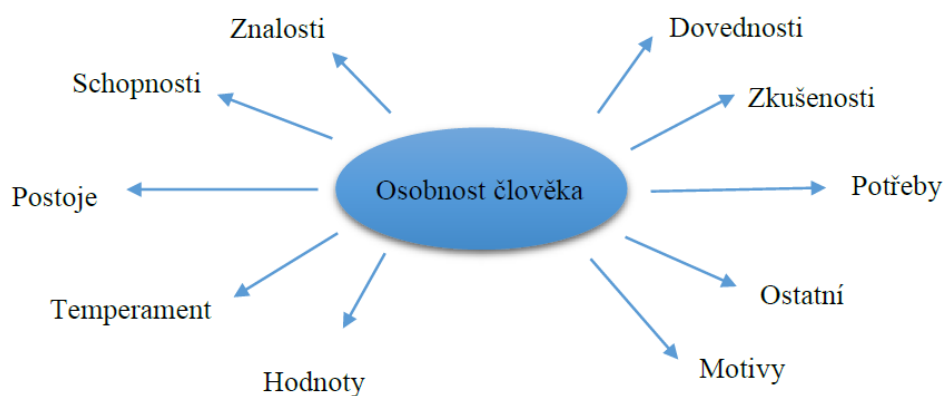 Znalosti
Dovednosti
Schopnosti
Zkušenosti
Postoje
Osobnost člověka
Potřeby
Temperament
Ostatní
Hodnoty
Motivy